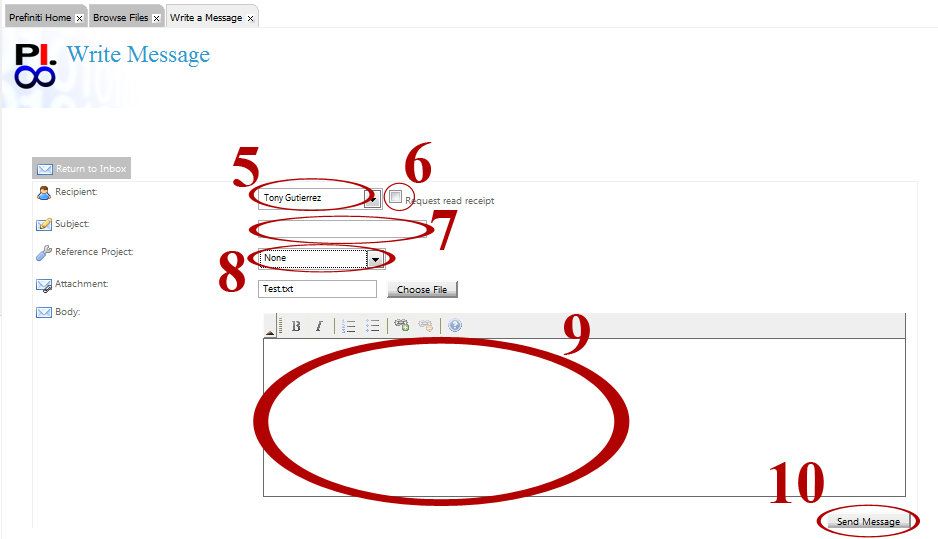 Prefiniti Home x Browse Files x Write a Message x
PI. Write Message
Return to Inbox
5 6
Recipient: Tony Gutierrez Request read receipt
Subject: 7
Reference Project: 8 None
Attachment: Test.txt Choose File
Body:
B I
9
10
Send Message